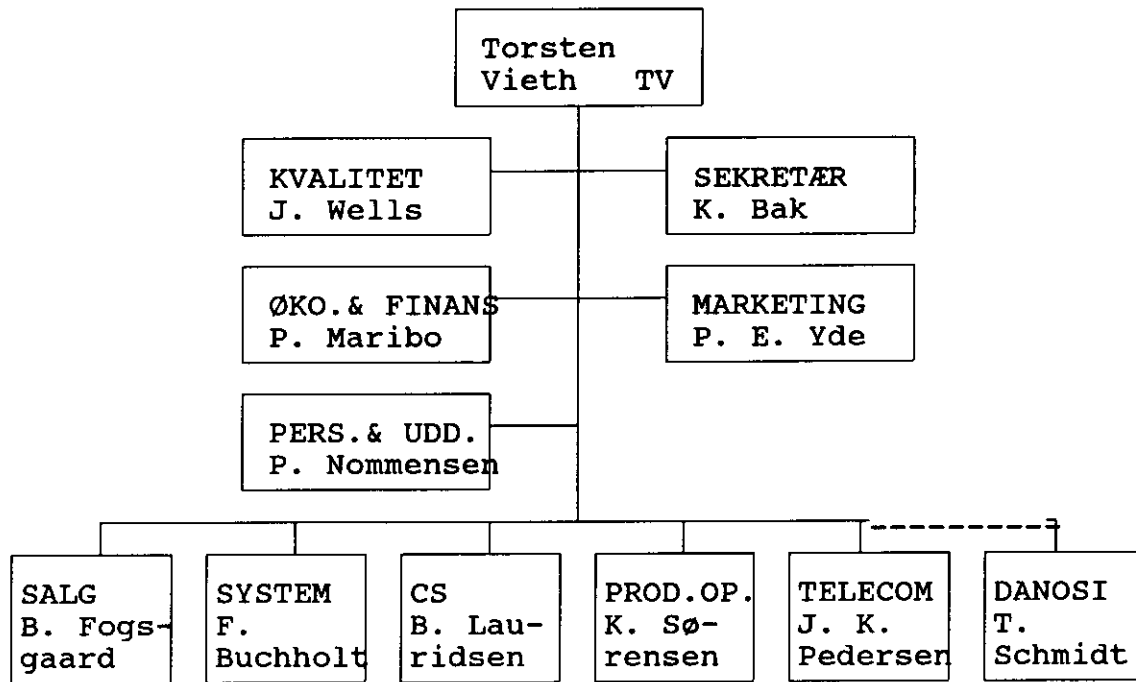 Torsten
Vieth TV
KVALITET
J. Wells
SEKRETÆR
K. Bak
ØKO.& FINANS
P. Maribo
MARKETING
P. E. Yde
PERS.& UDD.
P. Nommensen
SALG
B. Fogs-
gaard
SYSTEM
F.
Buchholt
CS
B. Lau-
ridsen
PROD.OP.
K. Sø-
rensen
TELECOM
J. K.
Pedersen
DANOSI
T.
Schmidt